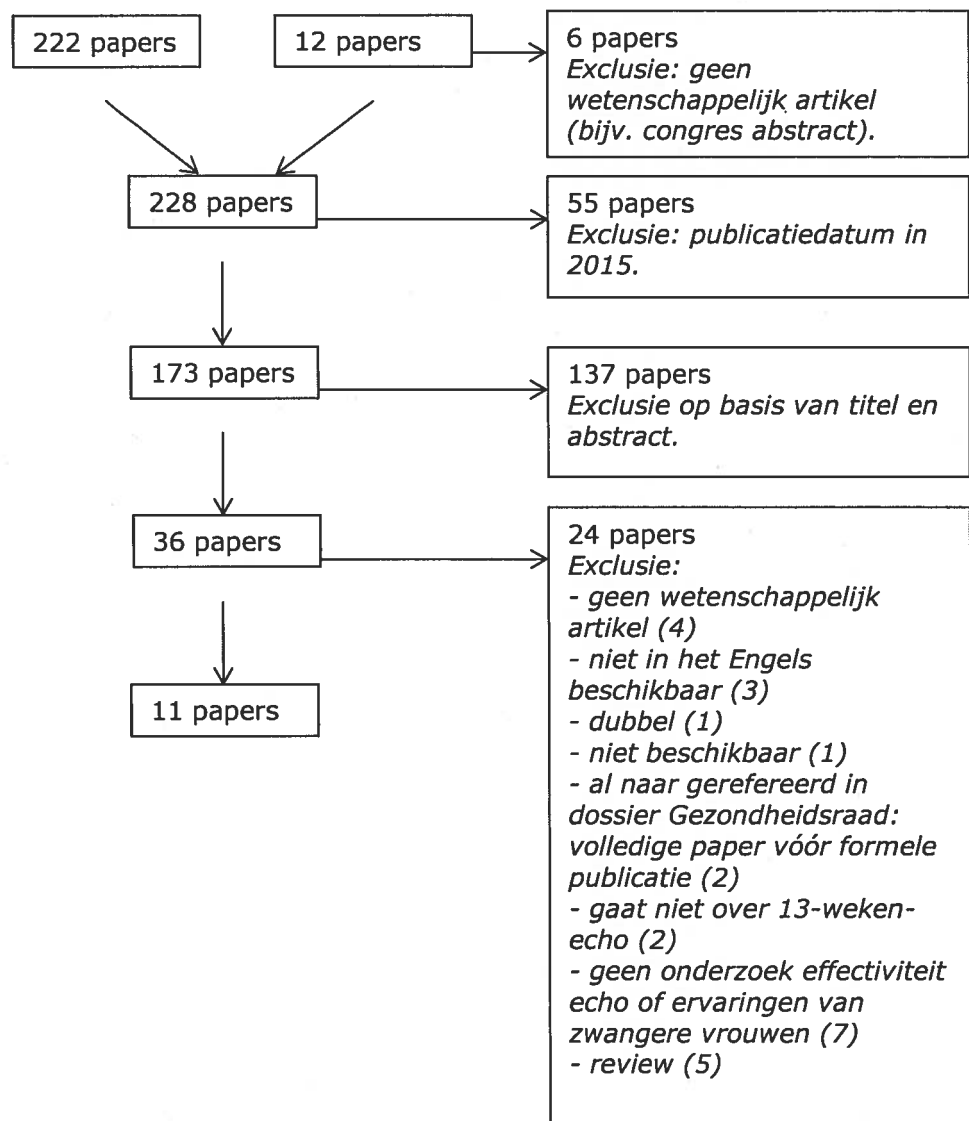 222 papers
12 papers
6 papers
Exclusie: geen
wetenschappelijk artikel
(bijv. congres abstract).
228 papers
55 papers
Exclusie: publicatiedatum in
2015.
173 papers
137 papers
Exclusie op basis van titel en
abstract.
36 papers
24 papers
Exclusie:
- geen wetenschappelijk
artikel (4)
- niet in het Engels
beschikbaar (3)
- dubbel (1)
- niet beschikbaar (1)
- al naar gerefereerd in
dossier Gezondheidsraad:
volledige paper vóór formele
publicatie (2)
- gaat niet over 13-weken-
echo (2)
- geen onderzoek effectiviteit
echo of ervaringen van
zwangere vrouwen (7)
- review (5)
11 papers